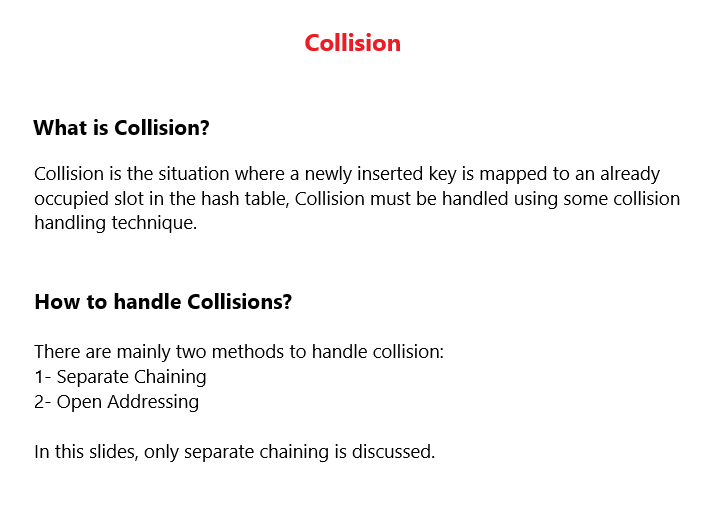 Collision
What is Collision?
Collision is the situation where a newly inserted key is mapped to an already
occupied slot in the hash table, Collision must be handled using some collision
handling technique.
How to handle Collisions?
There are mainly two methods to handle collision:
1- Separate Chaining
2- Open Addressing
In this slides, only separate chaining is discussed.